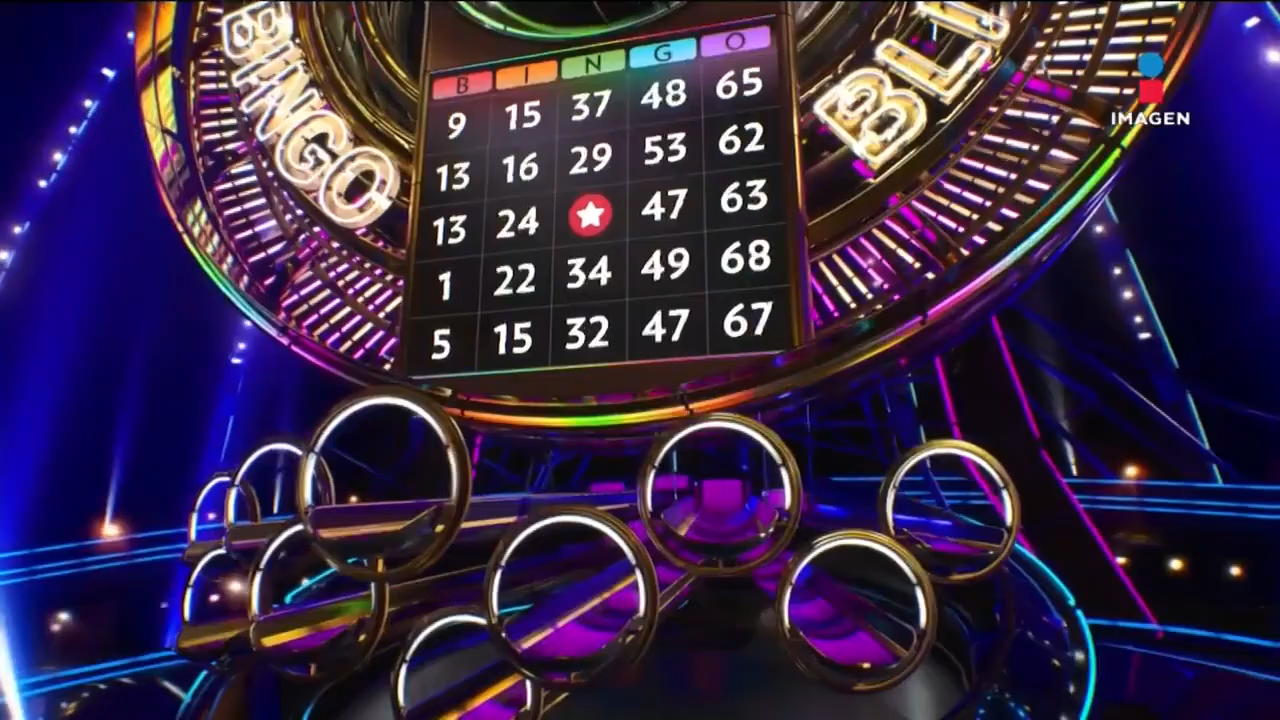 BINGO
BLI
B I N G O
9 15 37 48 65
13 16 29 53 62
13 24 47 63
1 22 34 49 68
5 15 32 47 67
IMAGEN